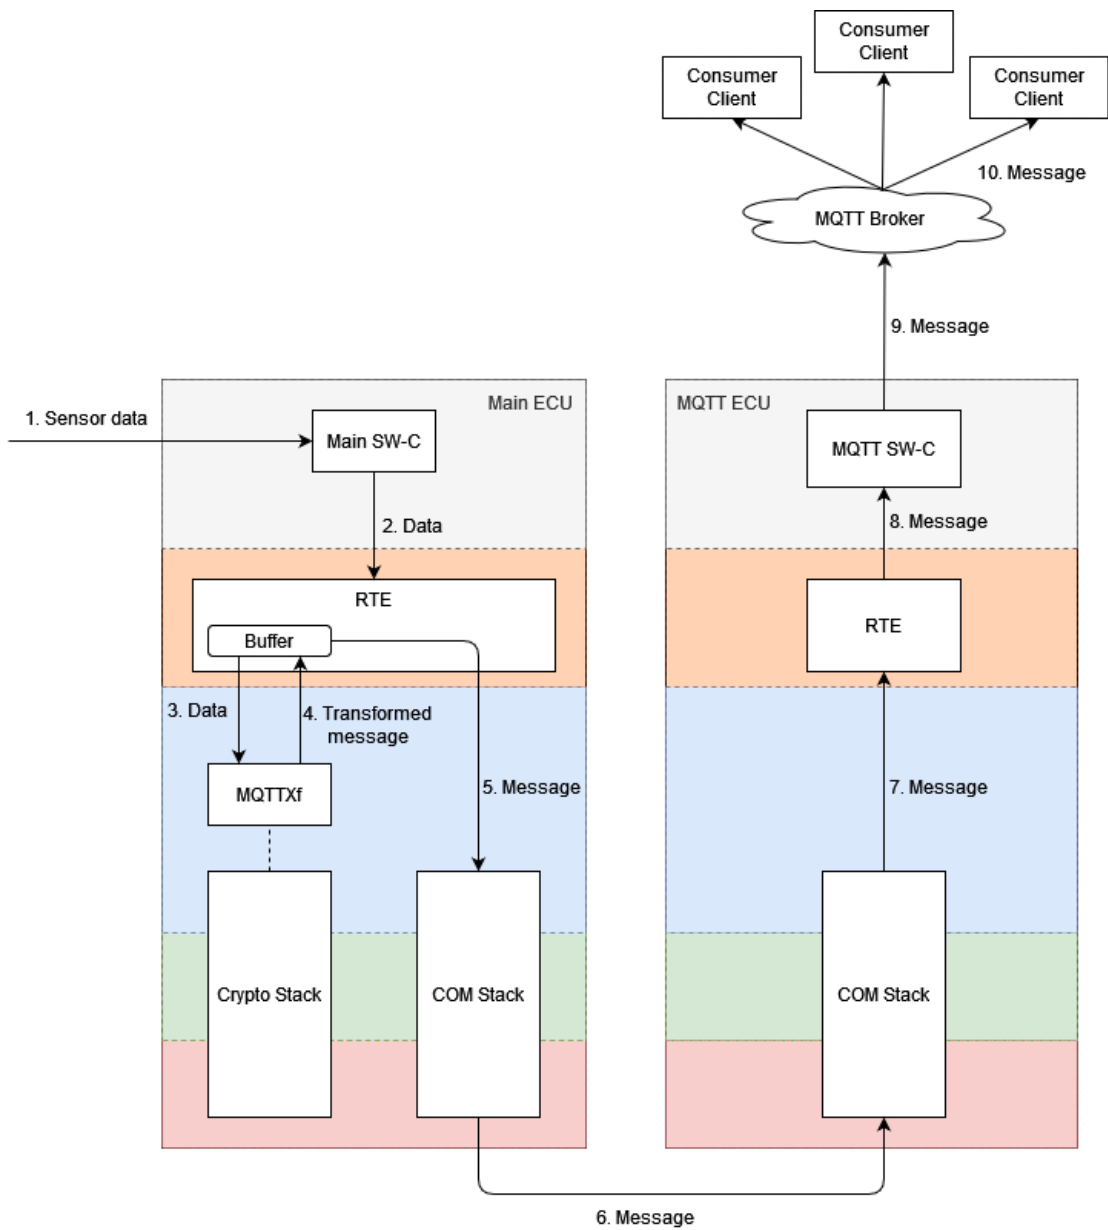 Consumer
Client
Consumer
Client
Consumer
Client
10. Message
MQTT Broker
9. Message
Main ECU
MQTT ECU
1. Sensor data
Main SW-C
MQTT SW-C
2. Data
8. Message
RTE
Buffer
RTE
3. Data
4. Transformed
message
MQTTXf
5. Message
7. Message
Crypto Stack
COM Stack
COM Stack
6. Message